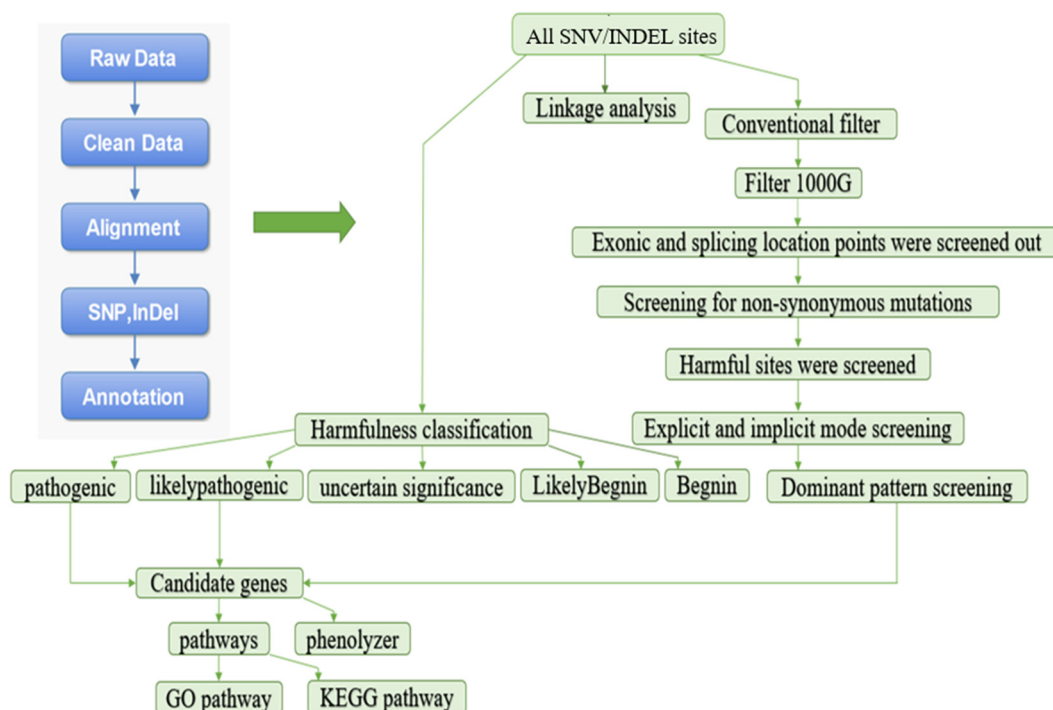 Raw Data
Clean Data
Alignment
SNP,InDel
Annotation
All SNV/INDEL sites
Linkage analysis
Conventional filter
Filter 1000G
Exonic and splicing location points were screened out
Screening for non-synonymous mutations
Harmful sites were screened
Harmfulness classification
Explicit and implicit mode screening
pathogenic
likelypathogenic
uncertain significance
LikelyBegnin
Begnin
Dominant pattern screening
Candidate genes
pathways
phenolyzer
GO pathway
KEGG pathway